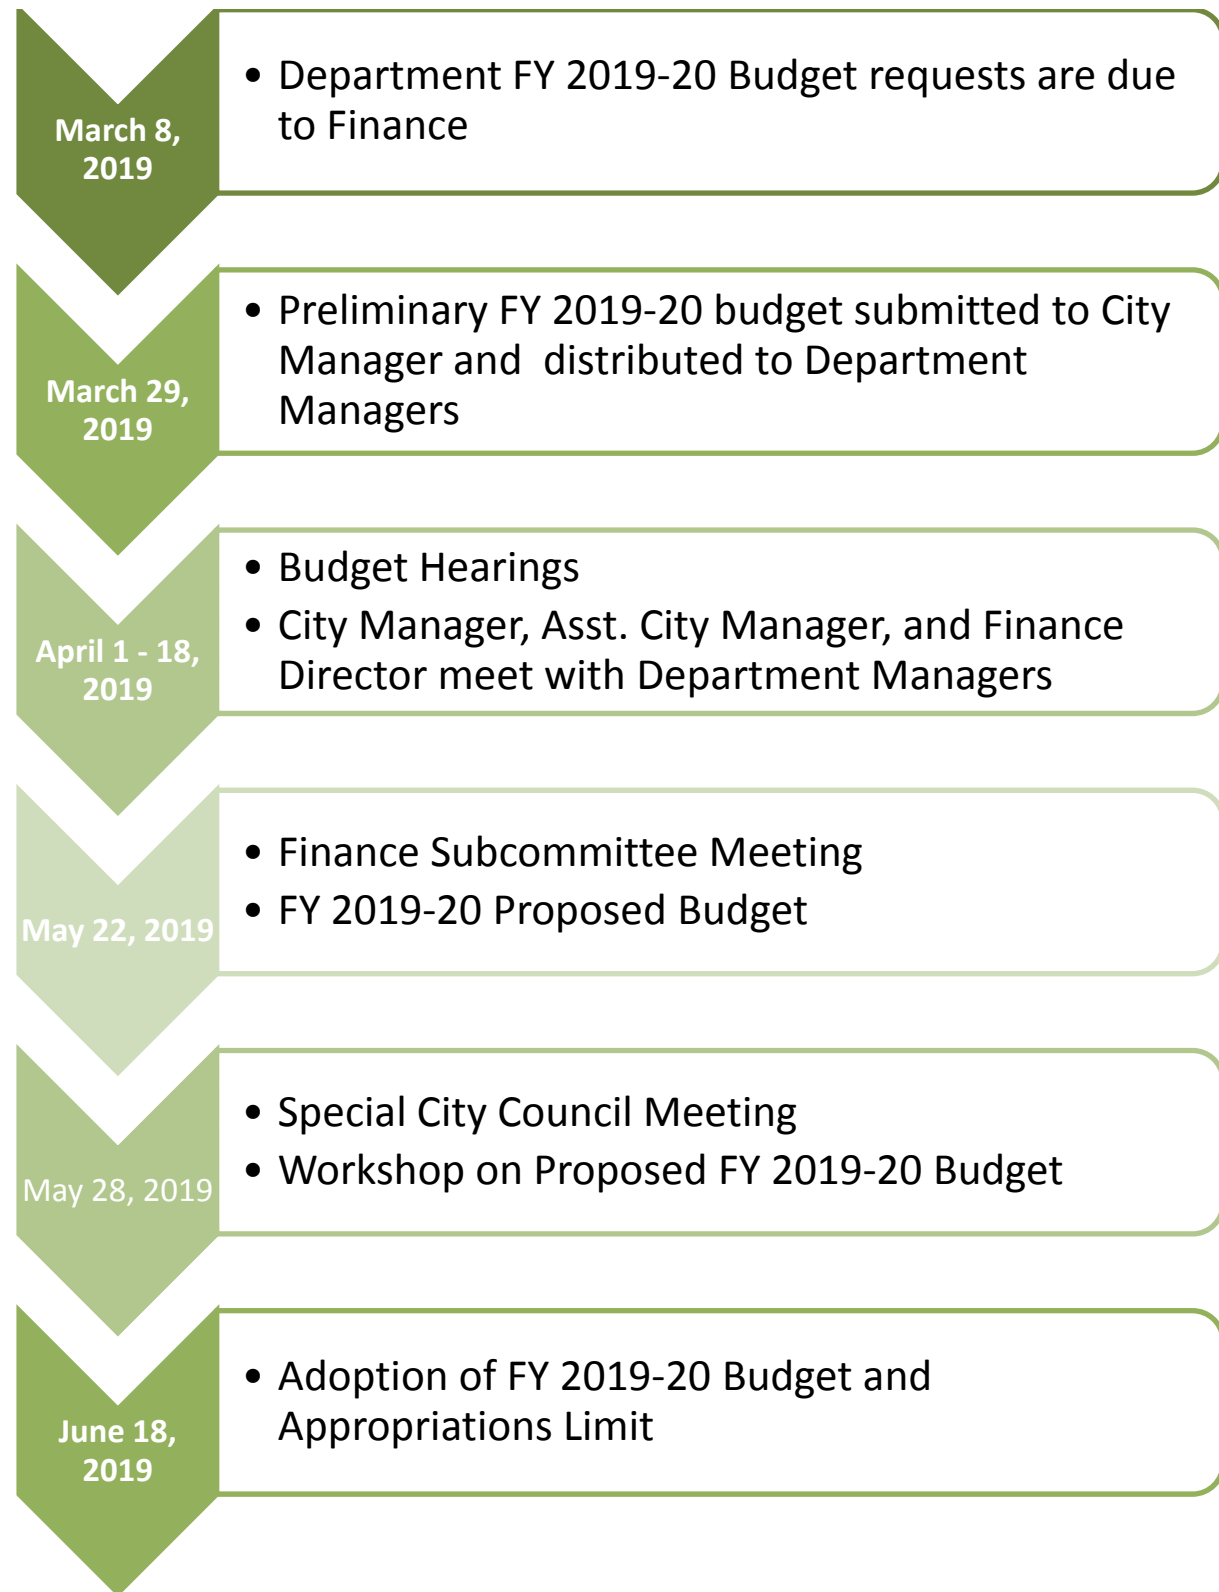 March 8,
2019
• Department FY 2019-20 Budget requests are due
to Finance
March 29,
2019
• Preliminary FY 2019-20 budget submitted to City
Manager and  distributed to Department
Managers
April 1 - 18,
2019
• Budget Hearings
• City Manager, Asst. City Manager, and Finance
Director meet with Department Managers
May 22, 2019
• Finance Subcommittee Meeting
• FY 2019-20 Proposed Budget
May 28, 2019
• Special City Council Meeting
• Workshop on Proposed FY 2019-20 Budget
June 18,
2019
• Adoption of FY 2019-20 Budget and
Appropriations Limit